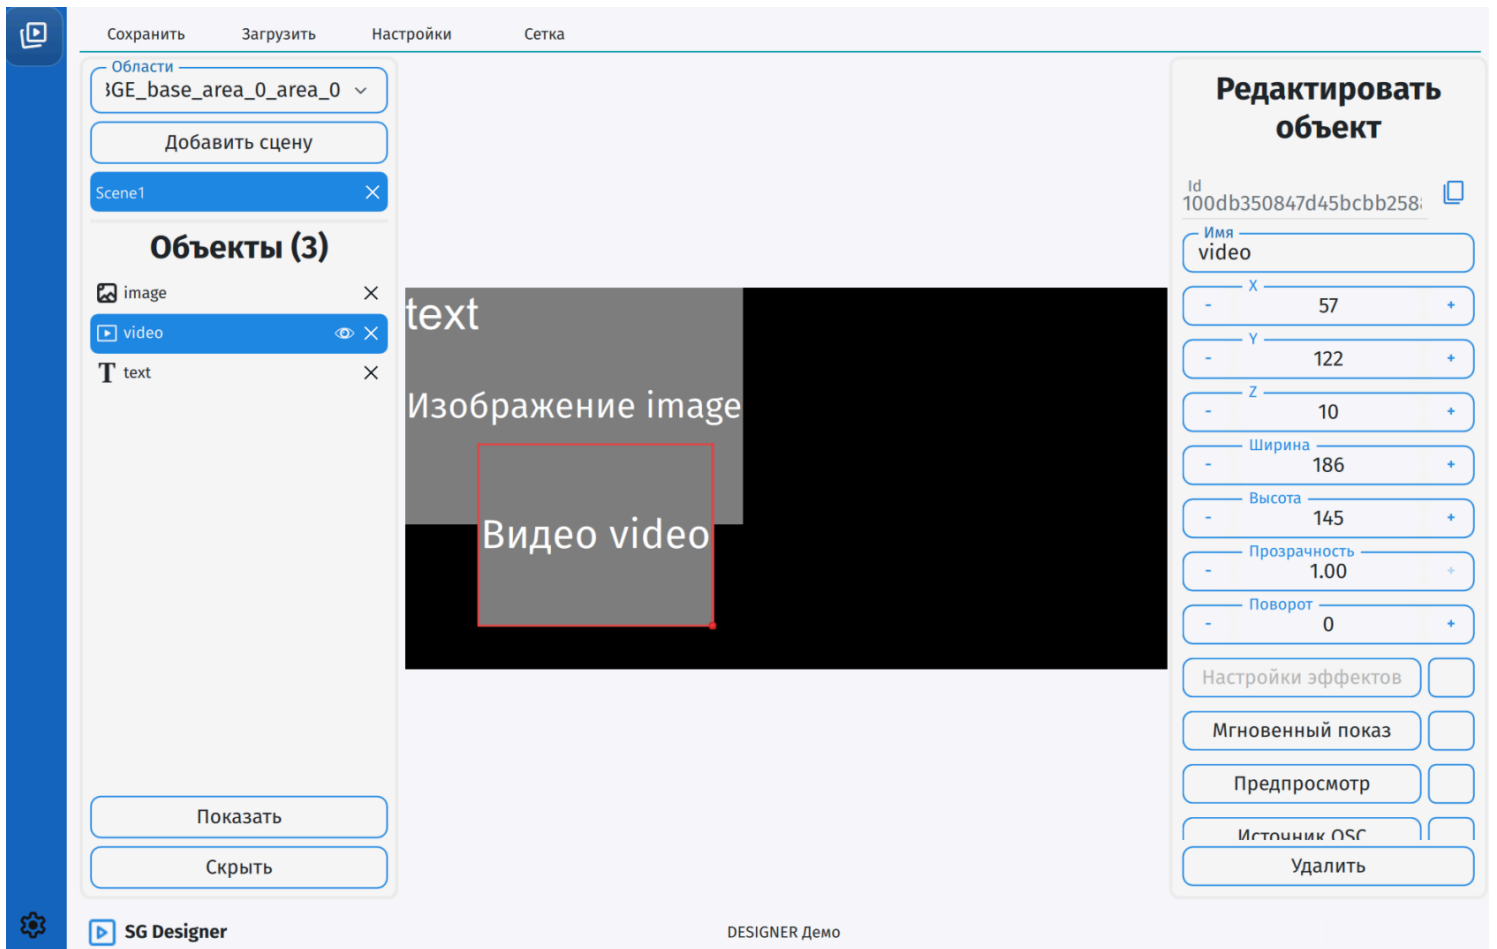 Сохранить
Загрузить
Настройки
Сетка
Области
GE_base_area_0_area_0
Добавить сцену
Scene1
Объекты (3)
image
video
text
Показать
Скрыть
text
Изображение image
Видео video
Редактировать
объект
Id
100db350847d45bcbb258
Имя
video
X
- 57 +
Y
- 122 +
Z
- 10 +
Ширина
- 186 +
Высота
- 145 +
Прозрачность
- 1.00 +
Поворот
- 0 +
Настройки эффектов
Мгновенный показ
Предпросмотр
Источник OSC
Удалить
SG Designer
DESIGNER Демо